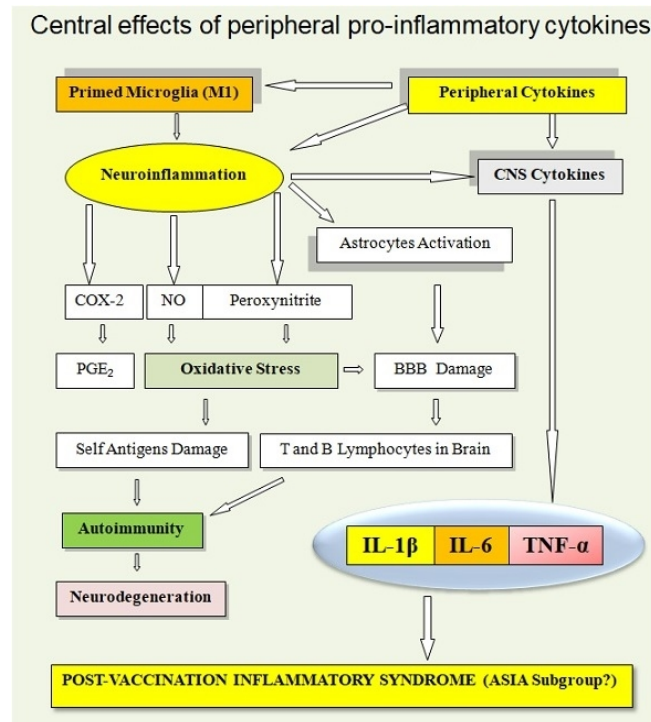 Central effects of peripheral pro-inflammatory cytokines
Primed Microglia (M1)
Peripheral Cytokines
Neuroinflammation
CNS Cytokines
Astrocytes Activation
COX-2
NO
Peroxynitrite
PGE₂
Oxidative Stress
BBB Damage
Self Antigens Damage
T and B Lymphocytes in Brain
Autoimmunity
IL-1β
IL-6
TNF-α
Neurodegeneration
POST-VACCINATION INFLAMMATORY SYNDROME (ASIA Subgroup?)